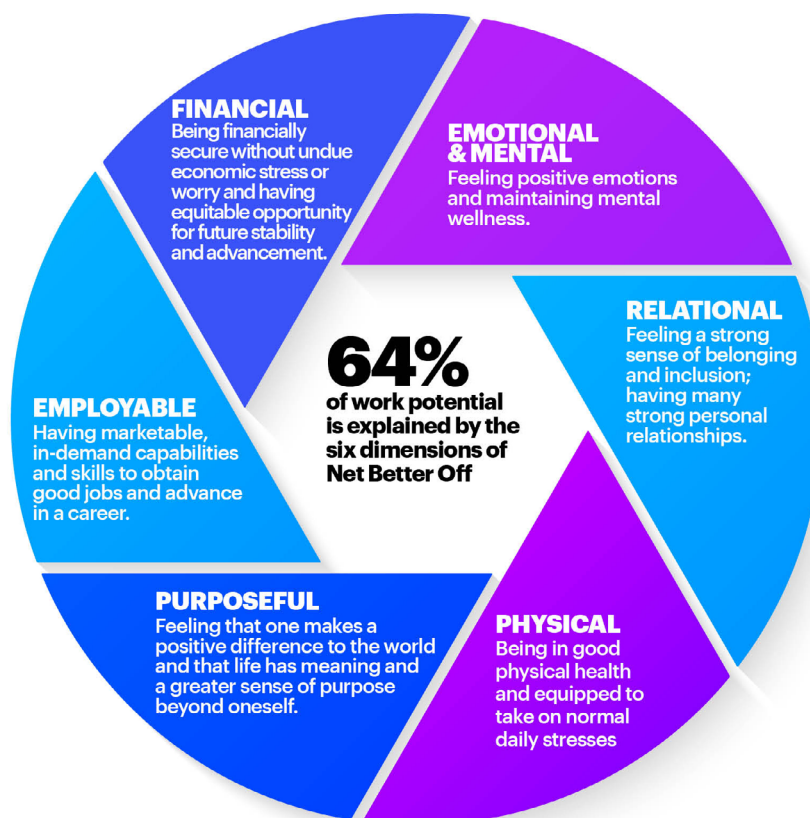 FINANCIAL
Being financially
secure without undue
economic stress or
worry and having
equitable opportunity
for future stability
and advancement.
EMOTIONAL
& MENTAL
Feeling positive emotions
and maintaining mental
wellness.
RELATIONAL
Feeling a strong
sense of belonging
and inclusion;
having many
strong personal
relationships.
64%
of work potential
is explained by the
six dimensions of
Net Better Off
EMPLOYABLE
Having marketable,
in-demand capabilities
and skills to obtain
good jobs and advance
in a career.
PURPOSEFUL
Feeling that one makes a
positive difference to the world
and that life has meaning and
a greater sense of purpose
beyond oneself.
PHYSICAL
Being in good
physical health
and equipped to
take on normal
daily stresses